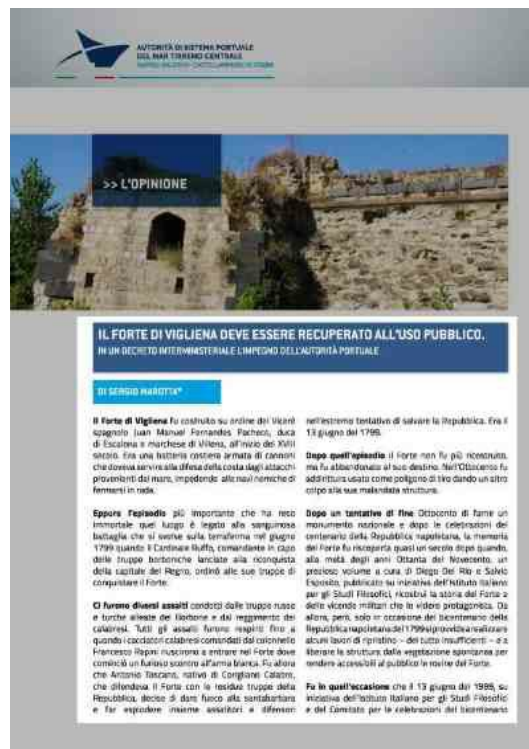 AUTORITÀ DI SISTEMA PORTUALE
DEL MAR TIRRENO CENTRALE
>> L'OPINIONE
IL FORTE DI VIGLIENA DEVE ESSERE RECUPERATO ALL'USO PUBBLICO.
IN UN DECRETO INTERMINISTERIALE L'IMPEGNO DELL'AUTORITÀ PORTUALE
DI SERGIO MAROTTA*
Il Forte di Vigliena fu costruito su ordine del Viceré
spagnolo Juan Manuel Fernandes Pacheco, duca
di Escalona e marchese di Villena, all'inizio del XVIII
secolo. Era una batteria costiera armata di cannoni
che doveva servire alla difesa della costa dagli attacchi
provenienti dal mare, impedendo alle navi nemiche di
fermarsi in rada.
Eppure l'episodio più importante che ha reso
immortale quel luogo è legato alla sanguinosa
battaglia che si svolse sulla terraferma nel giugno
1799 quando il Cardinale Ruffo, comandante in capo
delle truppe borboniche lanciate alla riconquista
della capitale del Regno, ordinò alle sue truppe di
conquistare il Forte.
Ci furono diversi assalti condotti dalle truppe russe
e turche alleate dei Borbone e dal reggimento dei
calabresi. Tutti gli assalti furono respinti fino a
quando i cacciatori calabresi comandati dal colonnello
Francesco Rapini riuscirono a entrare nel Forte dove
cominciò un furioso scontro all'arma bianca. Fu allora
che Antonio Toscano, nativo di Corigliano Calabro,
che difendeva il Forte con le residue truppe della
Repubblica, decise di dare fuoco alla santabarbara
e far esplodere insieme assalitori e difensori
nell'estremo tentativo di salvare la Repubblica. Era il
13 giugno del 1799.
Dopo quell'episodio il Forte non fu più ricostruito,
ma fu abbandonato al suo destino. Nell'Ottocento fu
addirittura usato come poligono di tiro dando un altro
colpo alla sua malandata struttura.
Dopo un tentativo di fine Ottocento di farne un
monumento nazionale e dopo le celebrazioni del
centenario della Repubblica napoletana, la memoria
del Forte fu riscoperta quasi un secolo dopo quando,
alla metà degli anni Ottanta del Novecento, un
prezioso volume a cura di Diego Del Rio e Salvio
Esposito, pubblicato su iniziativa dell'Istituto Italiano
per gli Studi Filosofici, ricostruì la storia del Forte e
delle vicende militari che lo videro protagonista. Da
allora, però, solo in occasione del bicentenario della
Repubblica napoletana del 1799 si provvide a realizzare
alcuni lavori di ripristino – del tutto insufficienti – e a
liberare la struttura dalla vegetazione spontanea per
rendere accessibili al pubblico le rovine del Forte.
Fu in quell'occasione che il 13 giugno del 1999, su
iniziativa dell'Istituto Italiano per gli Studi Filosofici
e del Comitato per le celebrazioni del bicentenario